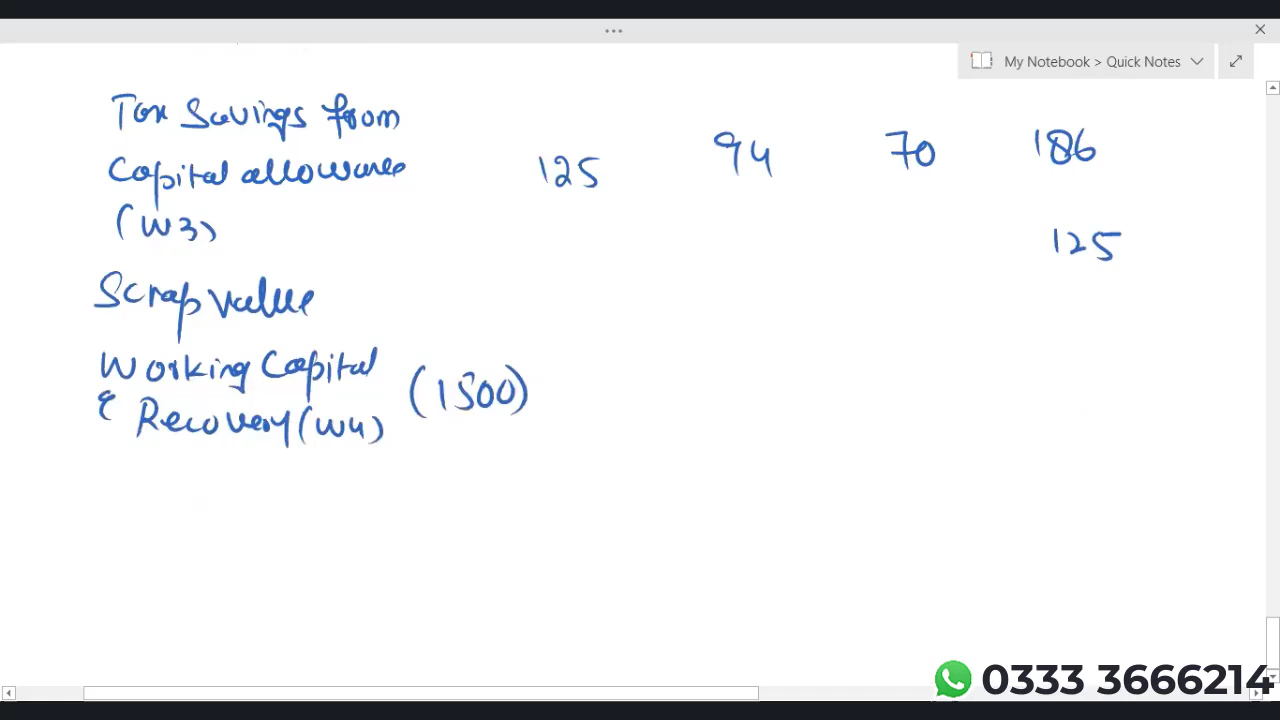 My Notebook > Quick Notes
Tax Savings from
Capital allowance 125 94 70 186
(W3)
125
Scrap value
Working Capital
& Recovery (W4) (1500)
0333 3666214